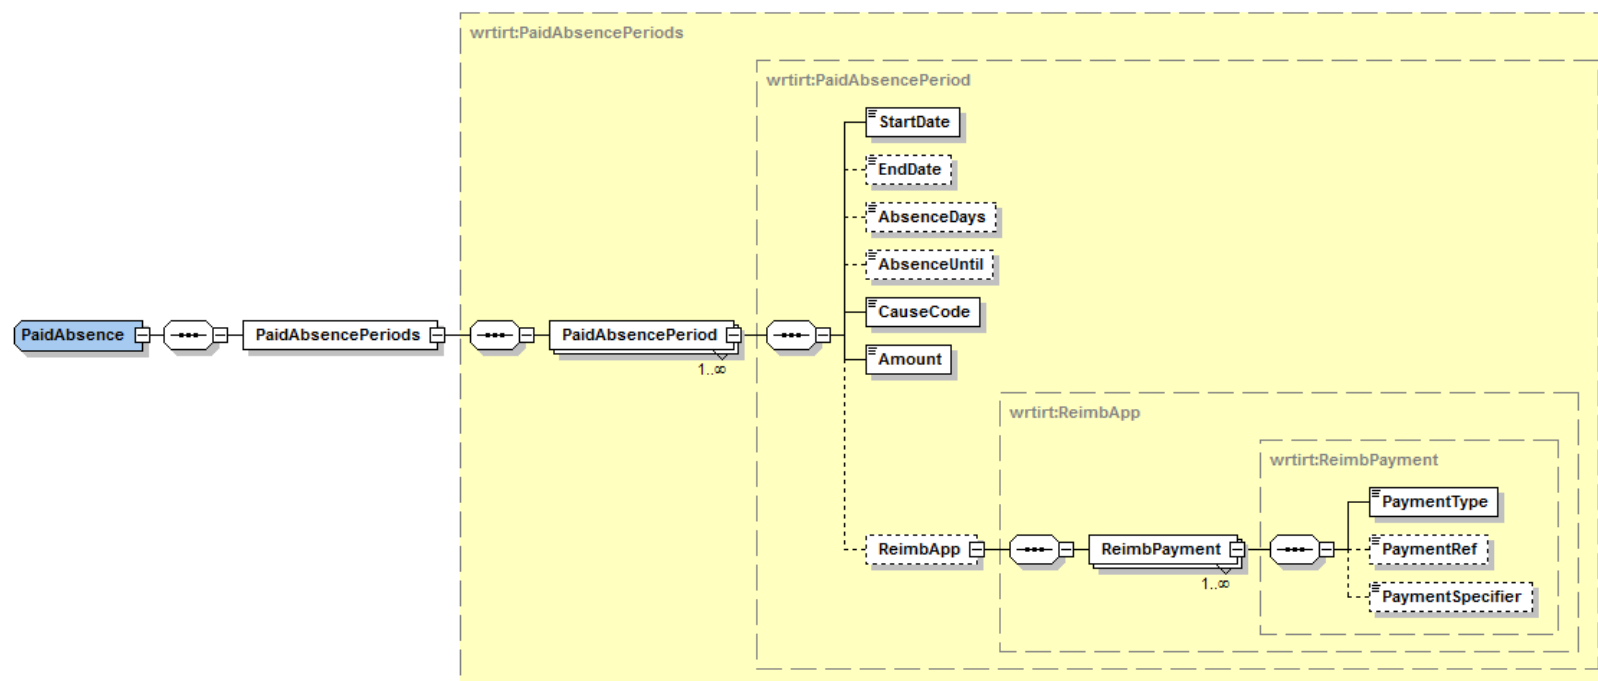 wrtirt:PaidAbsencePeriods
wrtirt:PaidAbsencePeriod
StartDate
EndDate
AbsenceDays
AbsenceUntil
CauseCode
PaidAbsence
PaidAbsencePeriods
PaidAbsencePeriod
1..∞
Amount
wrtirt:ReimbApp
wrtirt:ReimbPayment
PaymentType
ReimbApp
ReimbPayment
1..∞
PaymentRef
PaymentSpecifier